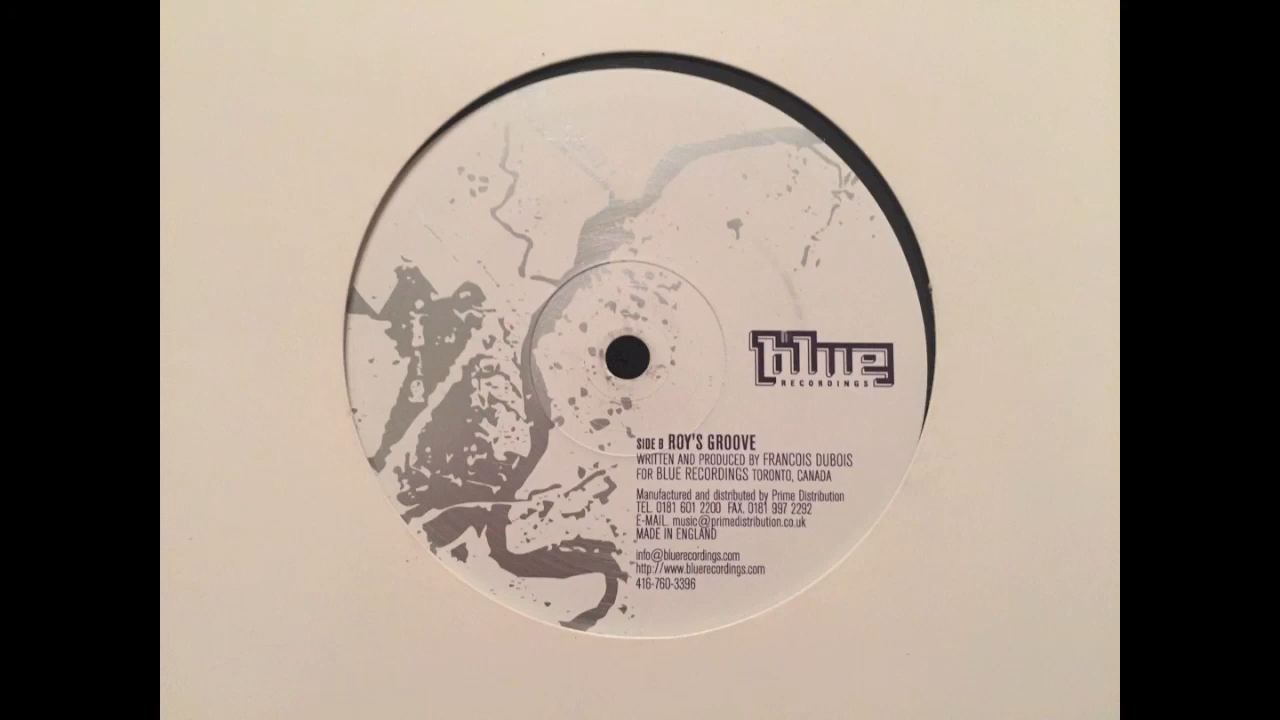 blue
RECORDINGS
SIDE B ROY'S GROOVE
WRITTEN AND PRODUCED BY FRANCOIS DUBOIS
FOR BLUE RECORDINGS TORONTO, CANADA
Manufactured and distributed by Prime Distribution
TEL. 0181 601 2200 FAX. 0181 997 2292
E-MAIL. music@primedistribution.co.uk
MADE IN ENGLAND
info@bluerecordings.com
http://www.bluerecordings.com
416-760-3396